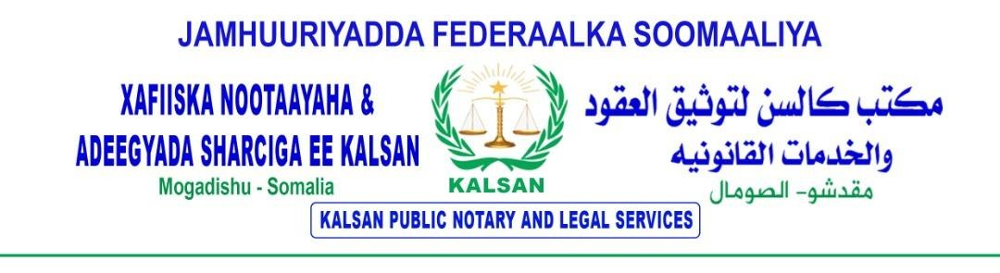 JAMHUURIYADDA FEDERAALKA SOOMAALIYA
XAFIISKA NOOTAAYAHA &
ADEEGYADA SHARCIGA EE KALSAN
Mogadishu - Somalia
KALSAN
مكتب كالسن لتوثيق العقود
والخدمات القانونيه
مقدشو- الصومال
KALSAN PUBLIC NOTARY AND LEGAL SERVICES